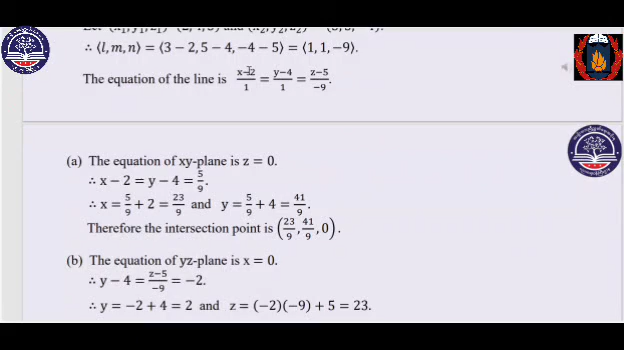 ∴ ⟨l, m, n⟩ = ⟨3 − 2, 5 − 4, −4 − 5⟩ = ⟨1, 1, −9⟩.
The equation of the line is (x−2)/1 = (y−4)/1 = (z−5)/−9.
(a) The equation of xy-plane is z = 0.
∴ x − 2 = y − 4 = 5/9.
∴ x = 5/9 + 2 = 23/9 and y = 5/9 + 4 = 41/9.
Therefore the intersection point is (23/9, 41/9, 0).
(b) The equation of yz-plane is x = 0.
∴ y − 4 = (z−5)/−9 = −2.
∴ y = −2 + 4 = 2 and z = (−2)(−9) + 5 = 23.